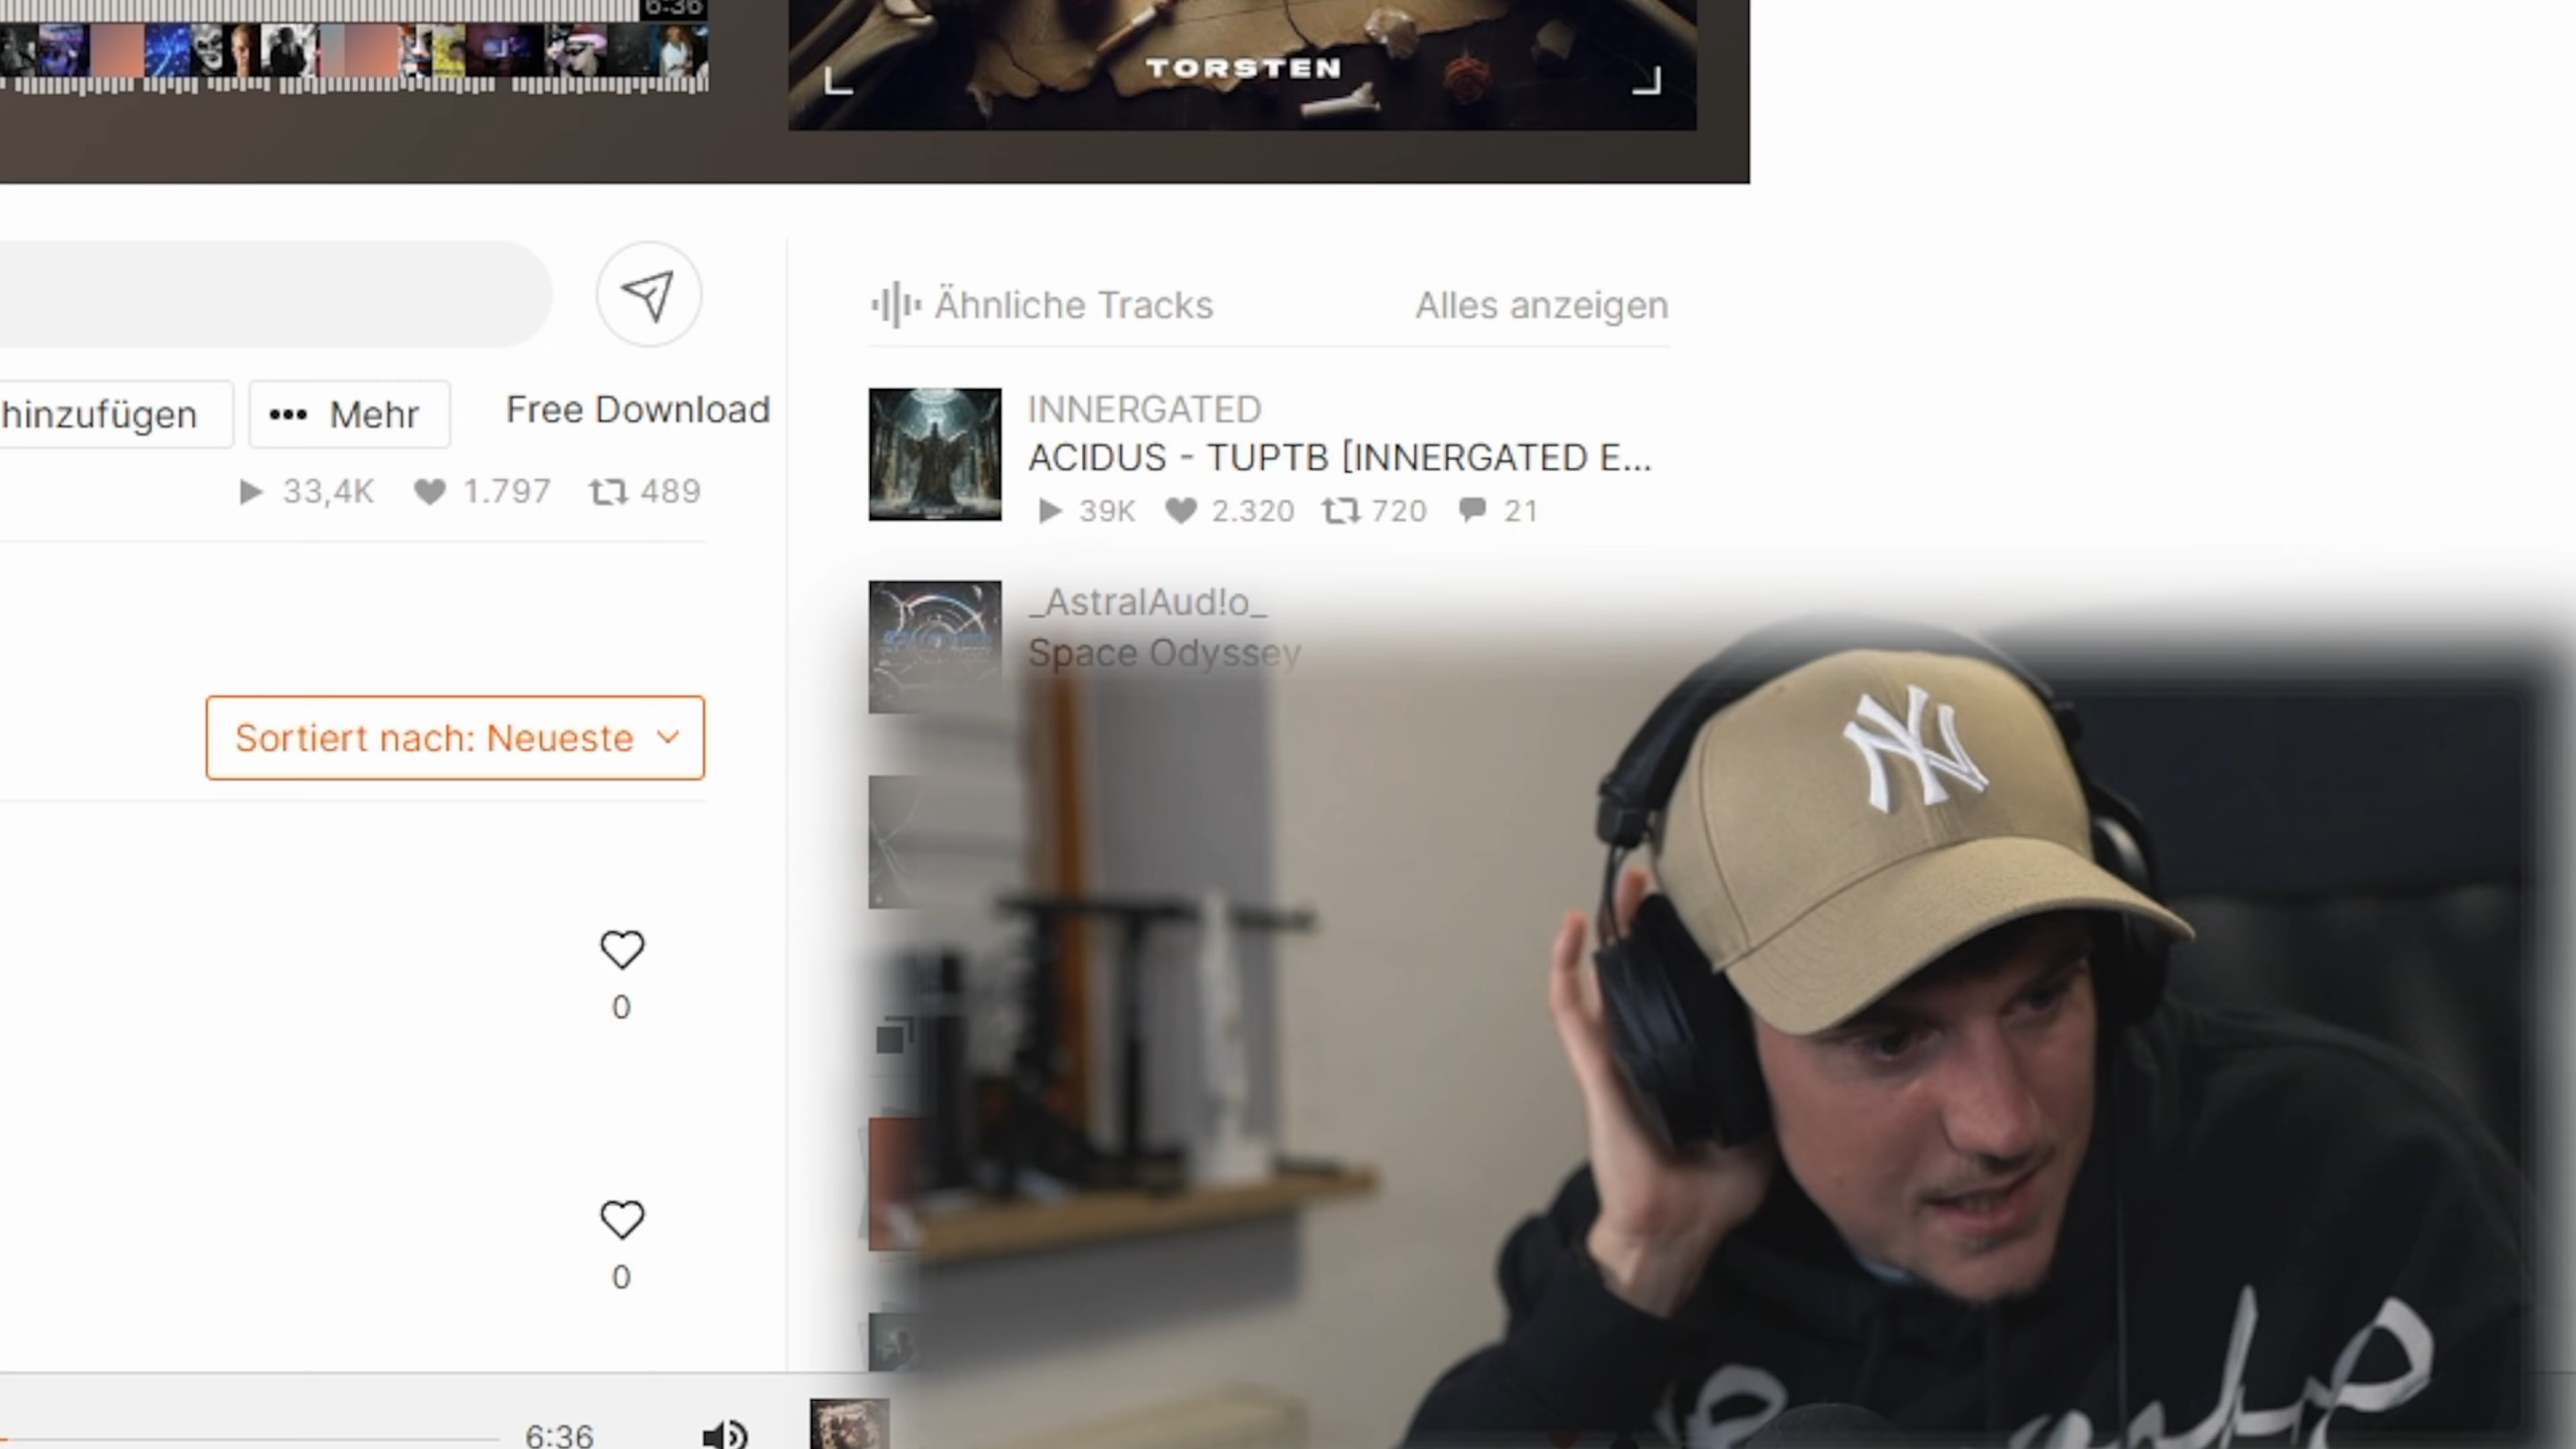 6:36
TORSTEN
Ähnliche Tracks Alles anzeigen
hinzufügen
••• Mehr
Free Download
33,4K 1.797 489
INNERGATED
ACIDUS - TUPTB [INNERGATED E...
39K 2.320 720 21
_AstralAud!o_
Space Odyssey
Sortiert nach: Neueste
NY
0
0
6:36